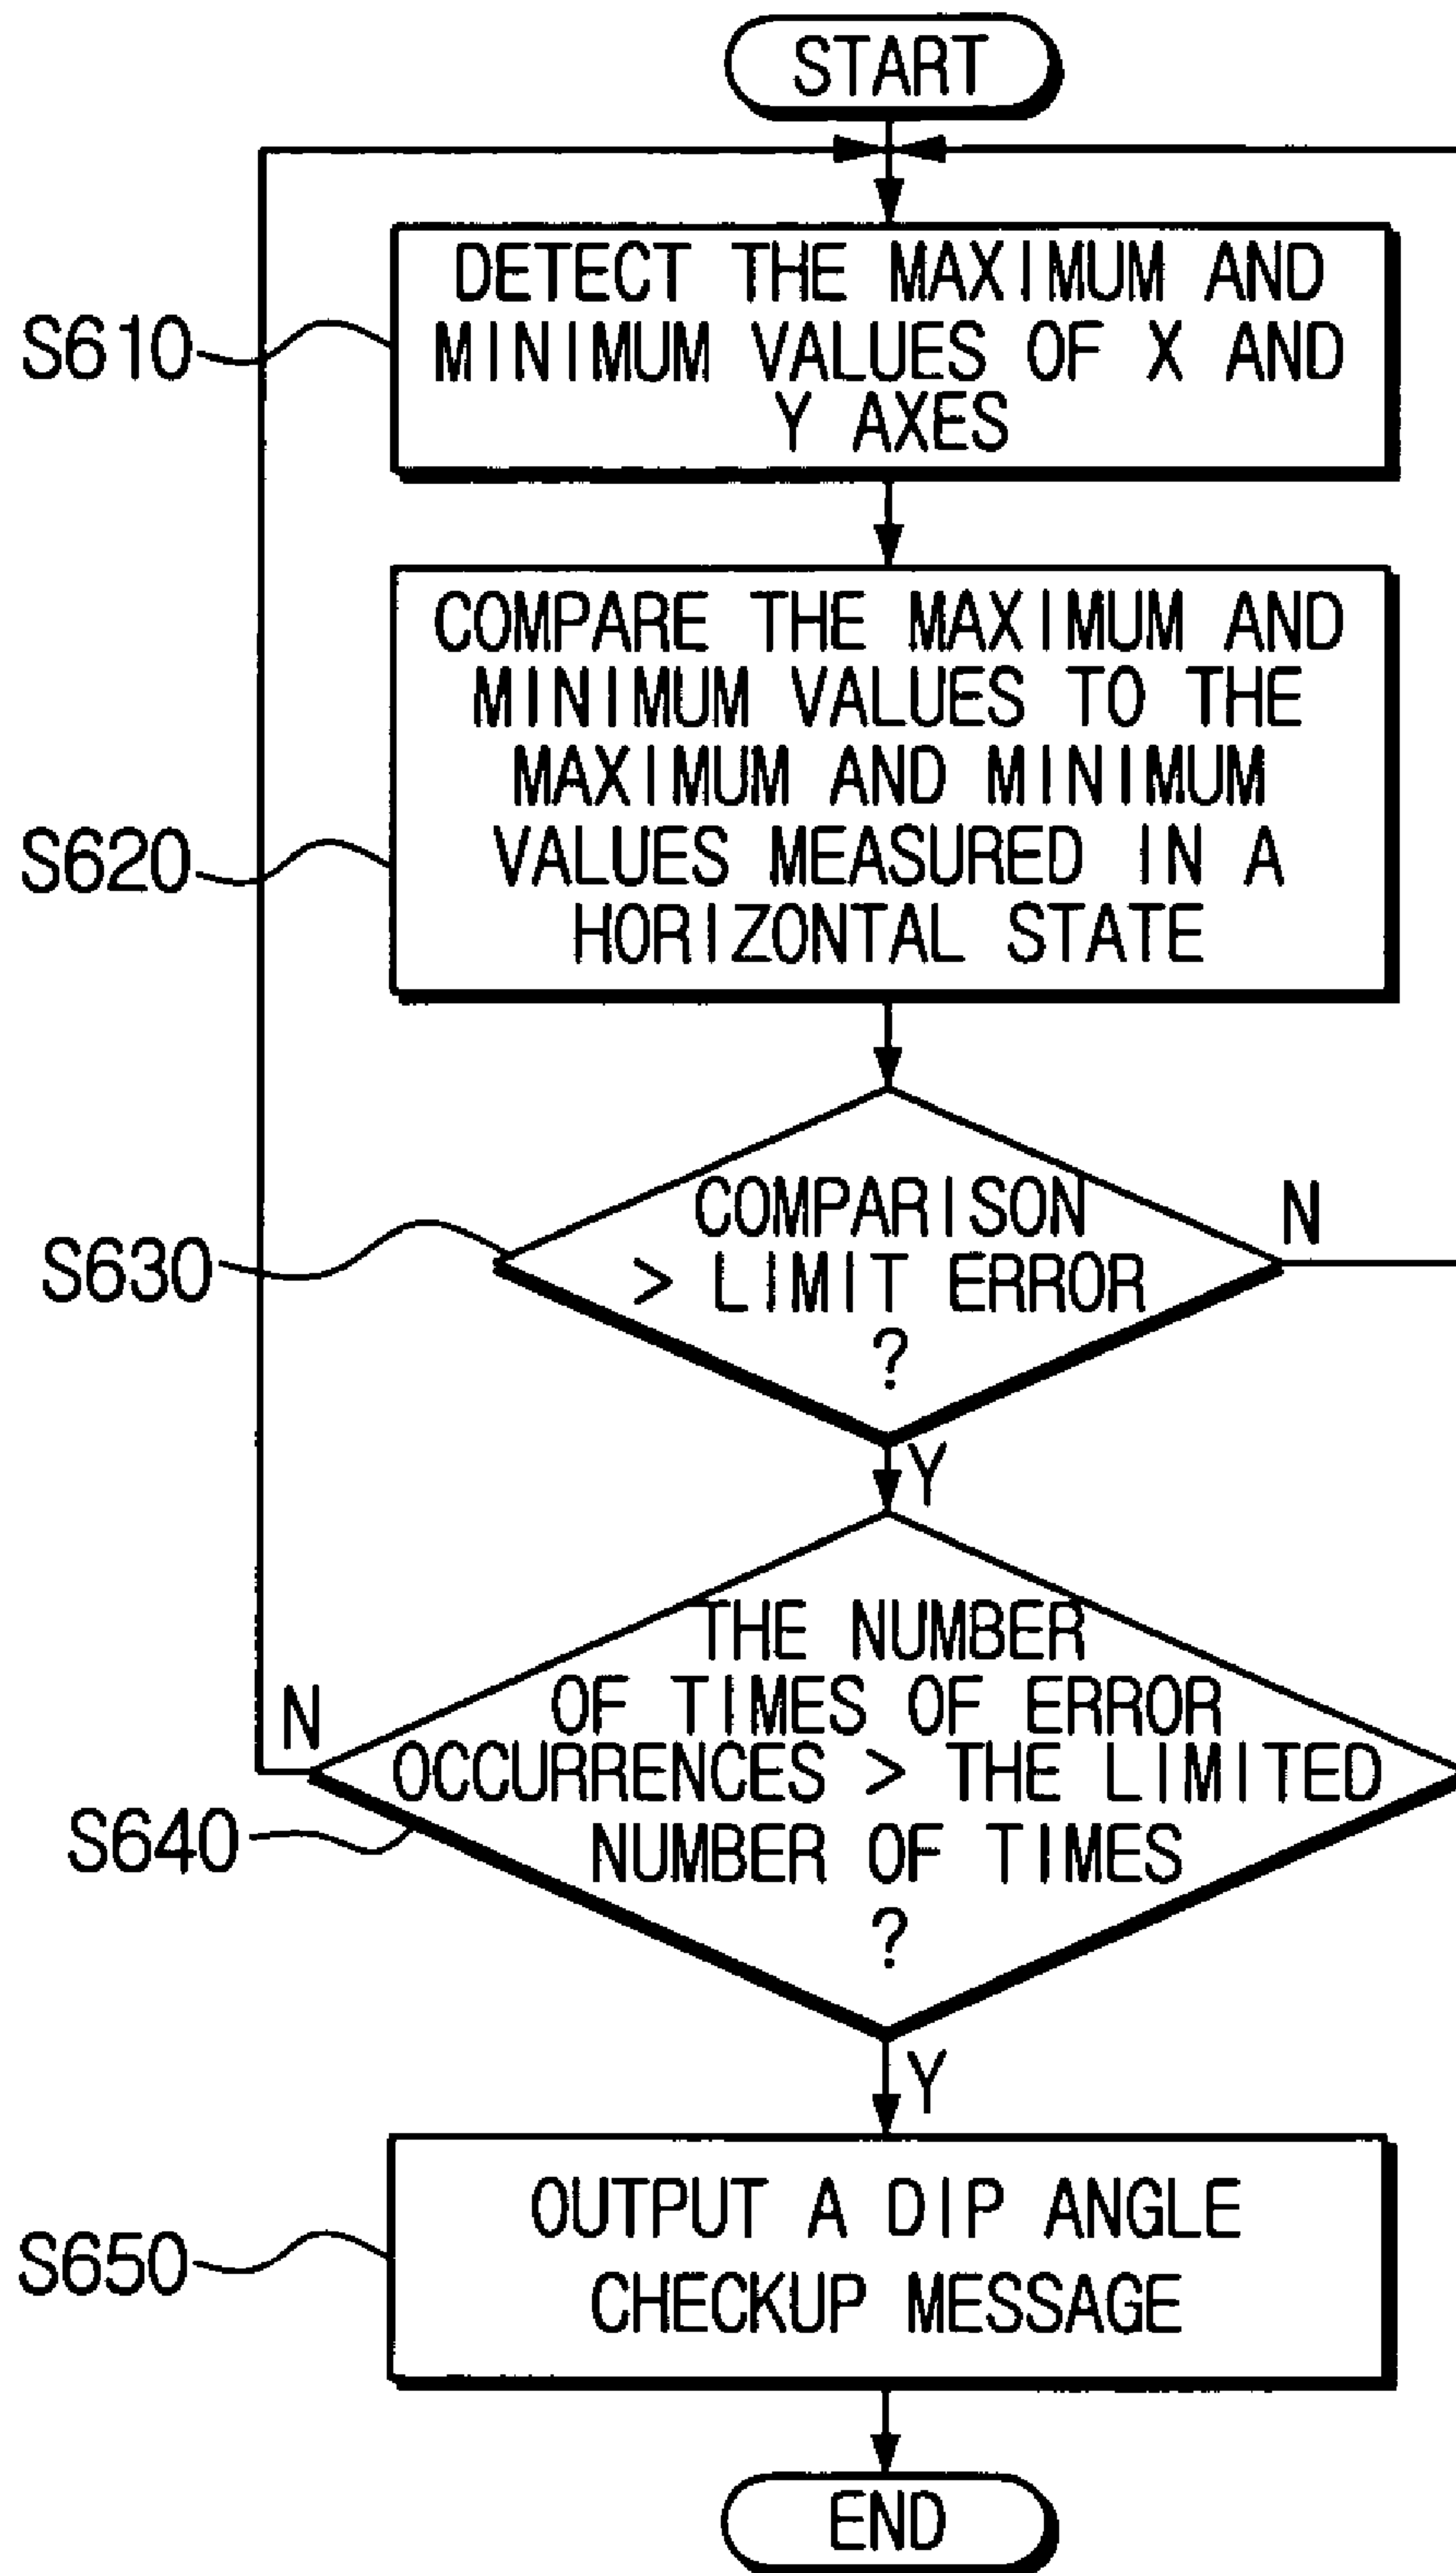 START
DETECT THE MAXIMUM AND
MINIMUM VALUES OF X AND
Y AXES
S610
COMPARE THE MAXIMUM AND
MINIMUM VALUES TO THE
MAXIMUM AND MINIMUM
VALUES MEASURED IN A
HORIZONTAL STATE
S620
COMPARISON
> LIMIT ERROR
?
N
S630
Y
THE NUMBER
OF TIMES OF ERROR
OCCURRENCES > THE LIMITED
NUMBER OF TIMES
?
N
S640
Y
OUTPUT A DIP ANGLE
CHECKUP MESSAGE
S650
END